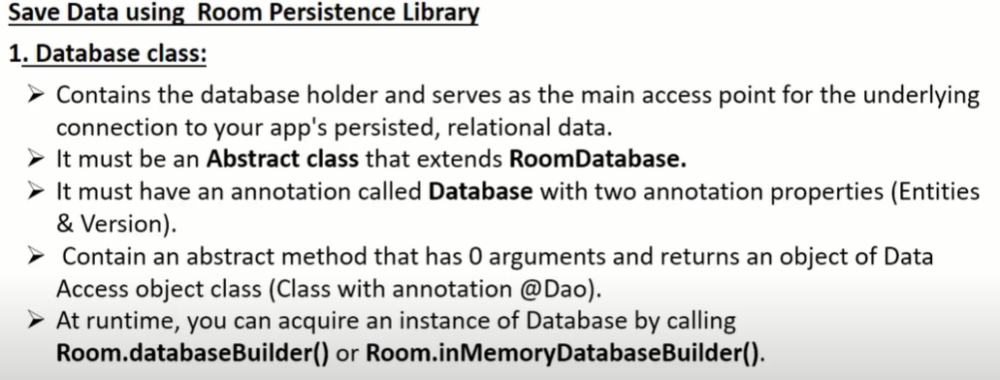 Save Data using Room Persistence Library
1. Database class:
➢ Contains the database holder and serves as the main access point for the underlying
connection to your app's persisted, relational data.
➢ It must be an Abstract class that extends RoomDatabase.
➢ It must have an annotation called Database with two annotation properties (Entities
& Version).
➢ Contain an abstract method that has 0 arguments and returns an object of Data
Access object class (Class with annotation @Dao).
➢ At runtime, you can acquire an instance of Database by calling
Room.databaseBuilder() or Room.inMemoryDatabaseBuilder().